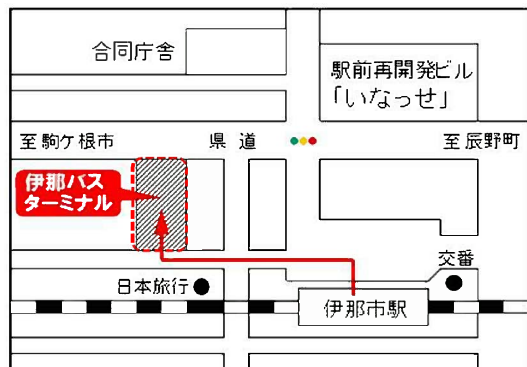 合同庁舎
駅前再開発ビル
「いなっせ」
至駒ケ根市
県道
至辰野町
伊那バス
ターミナル
交番
日本旅行
伊那市駅